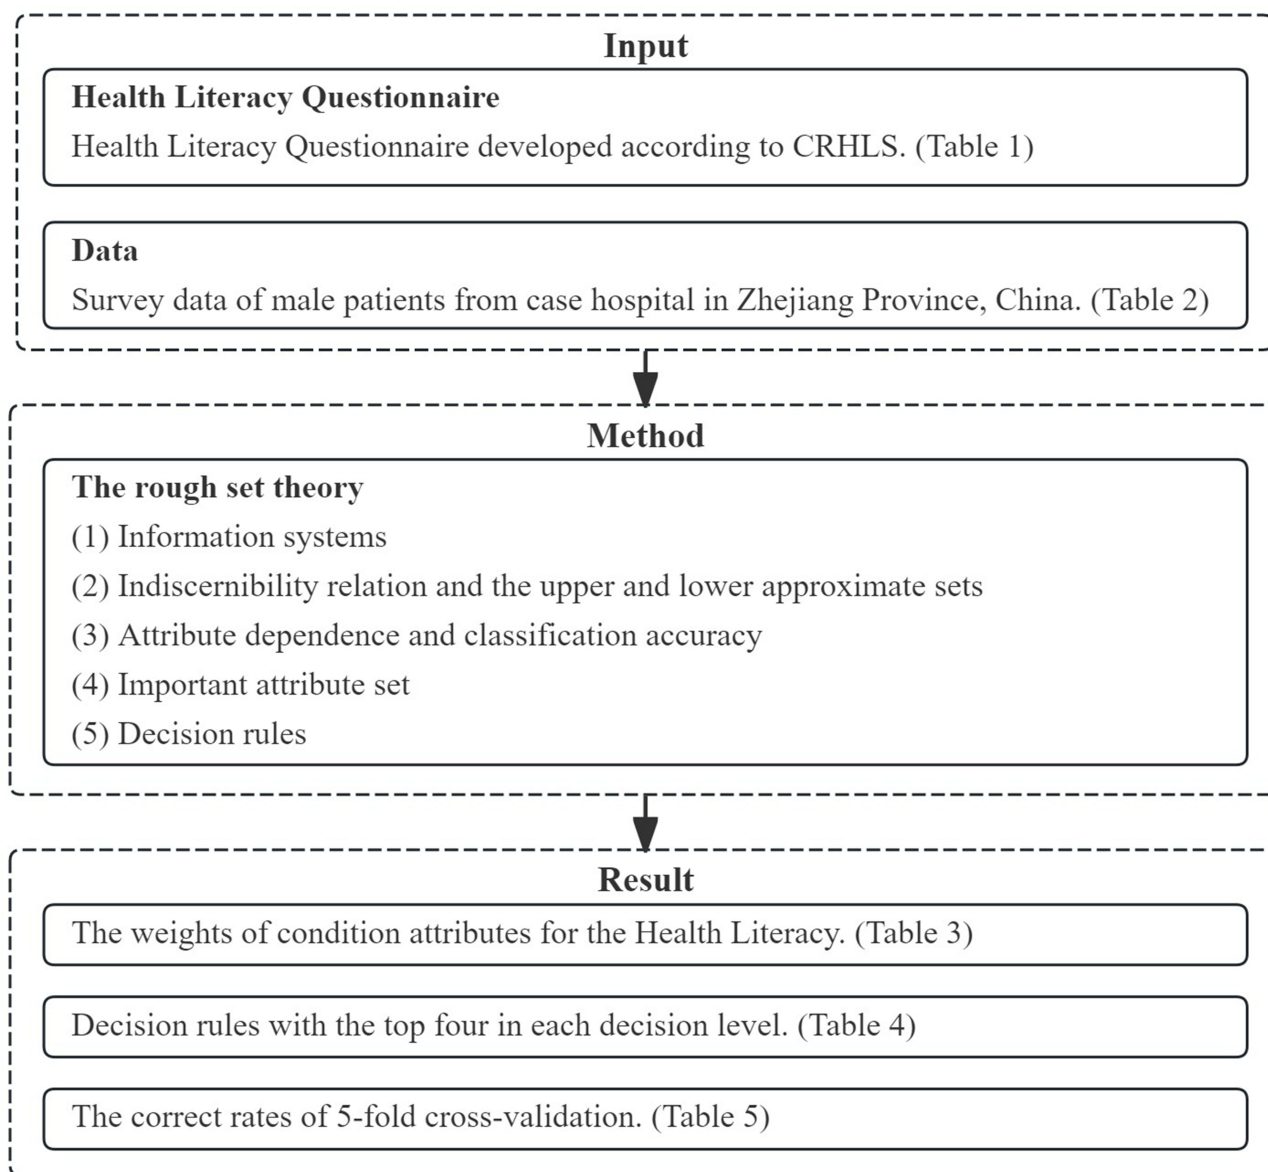 Input
Health Literacy Questionnaire
Health Literacy Questionnaire developed according to CRHLS. (Table 1)
Data
Survey data of male patients from case hospital in Zhejiang Province, China. (Table 2)
Method
The rough set theory
(1) Information systems
(2) Indiscernibility relation and the upper and lower approximate sets
(3) Attribute dependence and classification accuracy
(4) Important attribute set
(5) Decision rules
Result
The weights of condition attributes for the Health Literacy. (Table 3)
Decision rules with the top four in each decision level. (Table 4)
The correct rates of 5-fold cross-validation. (Table 5)